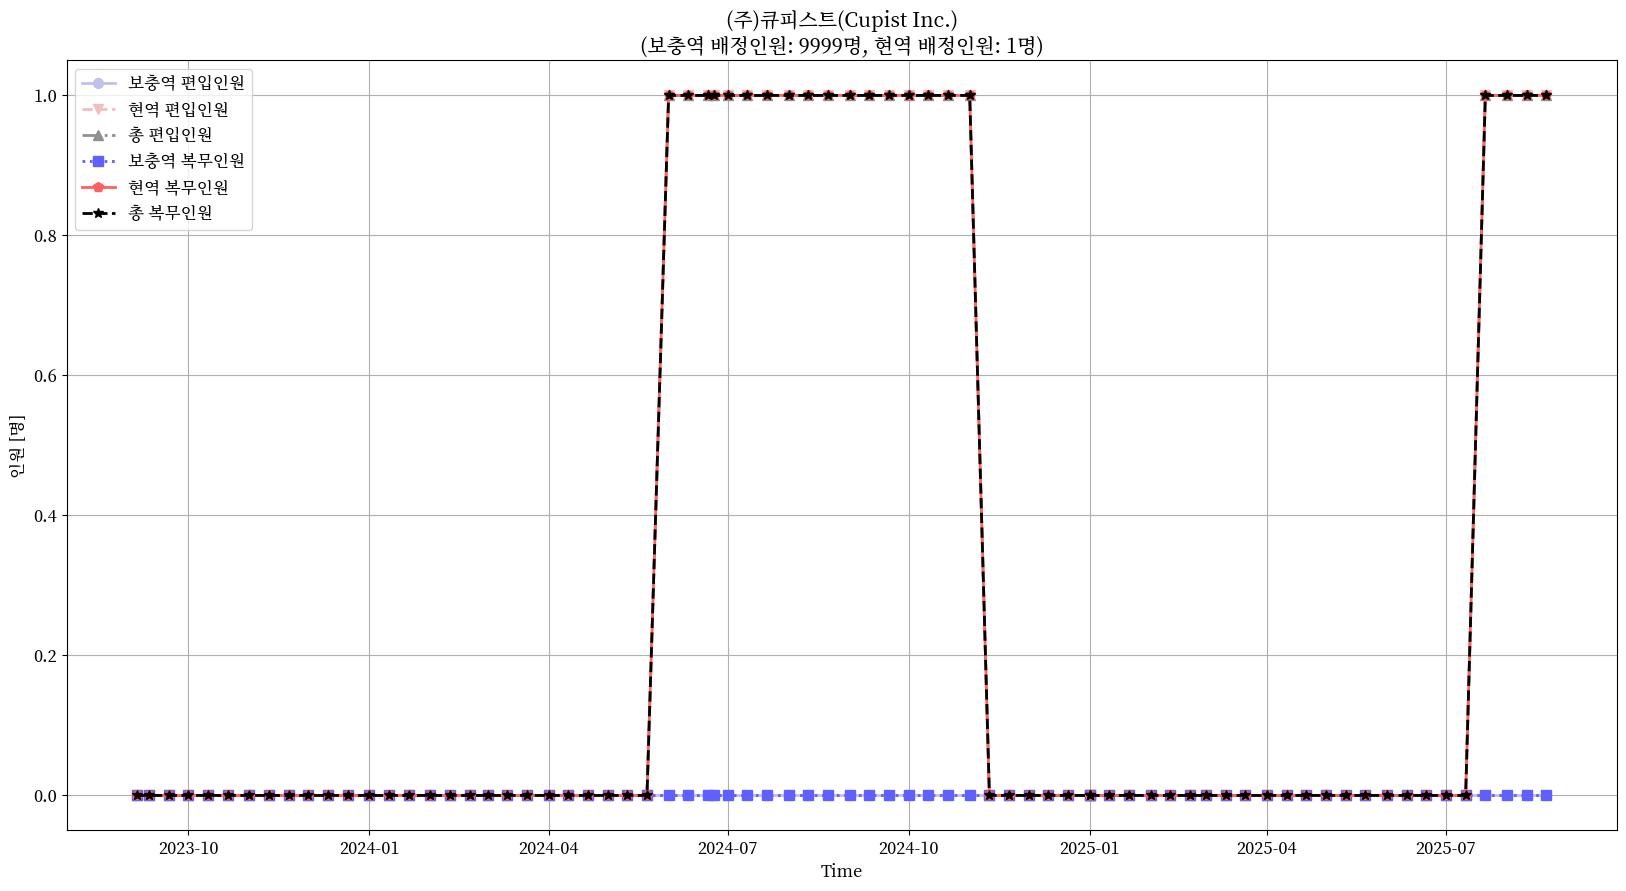 (주)큐피스트(Cupist Inc.)
(보충역 배정인원: 9999명, 현역 배정인원: 1명)
보충역 편입인원
현역 편입인원
총 편입인원
보충역 복무인원
현역 복무인원
총 복무인원
1.0
0.8
0.6
0.4
0.2
0.0
인원 [명]
2023-10
2024-01
2024-04
2024-07
2024-10
2025-01
2025-04
2025-07
Time